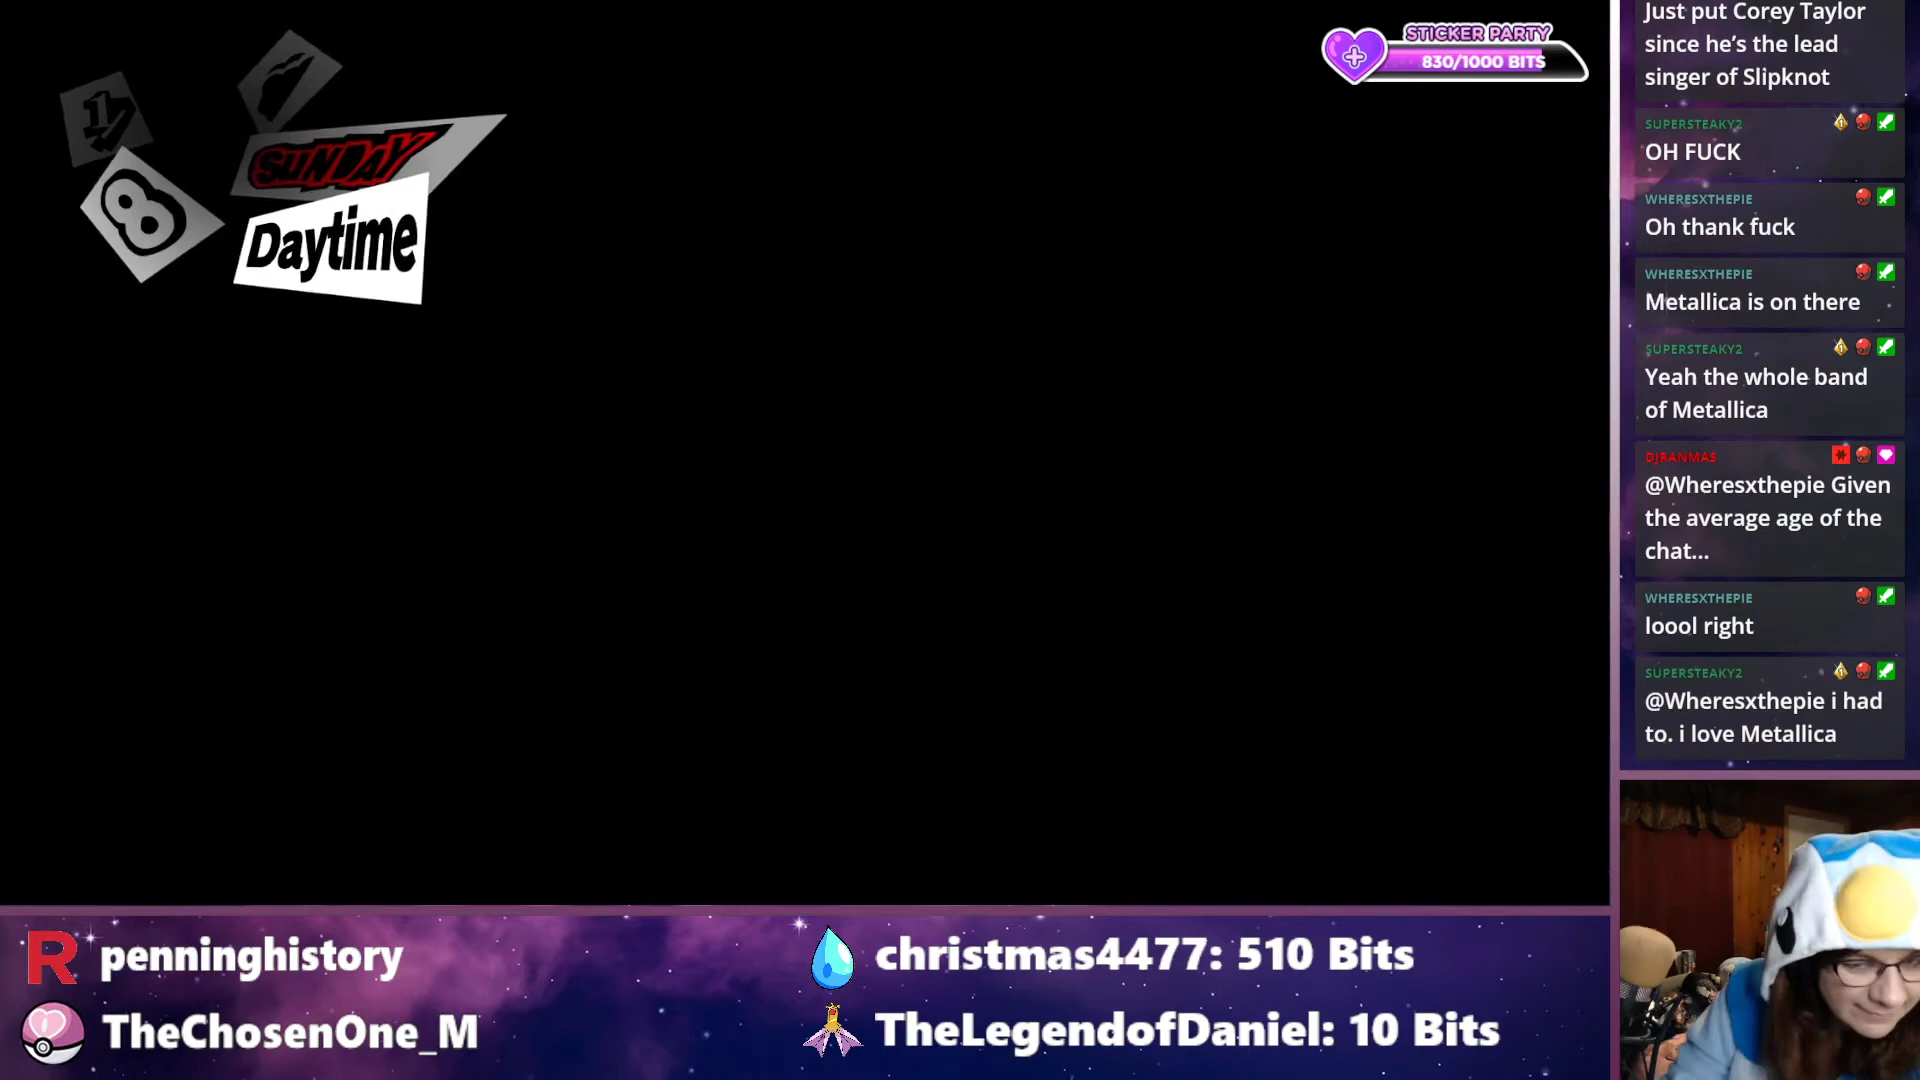 17
8
SUNDAY
Daytime
STICKER PARTY
830/1000 BITS
Just put Corey Taylor
since he's the lead
singer of Slipknot
SUPERSTEAKY2
OH FUCK
WHERESXTHEPIE
Oh thank fuck
WHERESXTHEPIE
Metallica is on there
SUPERSTEAKY2
Yeah the whole band
of Metallica
DJRANMAS
@Wheresxthepie Given
the average age of the
chat...
WHERESXTHEPIE
loool right
SUPERSTEAKY2
@Wheresxthepie i had
to. i love Metallica
R penninghistory
christmas4477: 510 Bits
TheChosenOne_M
TheLegendofDaniel: 10 Bits